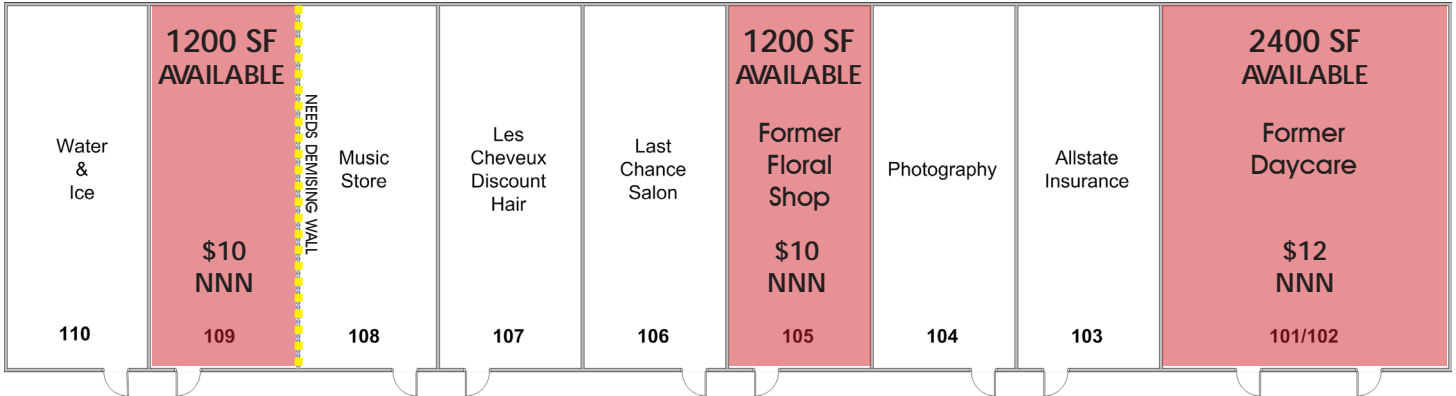 Water
&
Ice
110
1200 SF
AVAILABLE
$10
NNN
109
NEEDS DEMISING WALL
Music
Store
108
Les
Cheveux
Discount
Hair
107
Last
Chance
Salon
106
1200 SF
AVAILABLE
Former
Floral
Shop
$10
NNN
105
Photography
104
Allstate
Insurance
103
2400 SF
AVAILABLE
Former
Daycare
$12
NNN
101/102